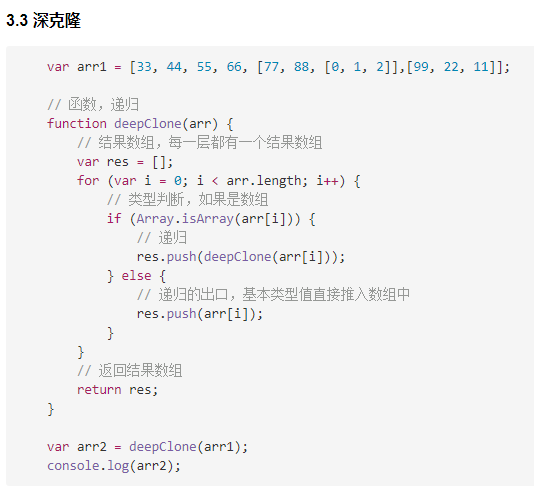 3.3 深克隆
var arr1 = [33, 44, 55, 66, [77, 88, [0, 1, 2]],[99, 22, 11]];
// 函数，递归
function deepClone(arr) {
// 结果数组，每一层都有一个结果数组
var res = [];
for (var i = 0; i < arr.length; i++) {
// 类型判断，如果是数组
if (Array.isArray(arr[i])) {
// 递归
res.push(deepClone(arr[i]));
} else {
// 递归的出口，基本类型值直接推入数组中
res.push(arr[i]);
}
}
// 返回结果数组
return res;
}
var arr2 = deepClone(arr1);
console.log(arr2);